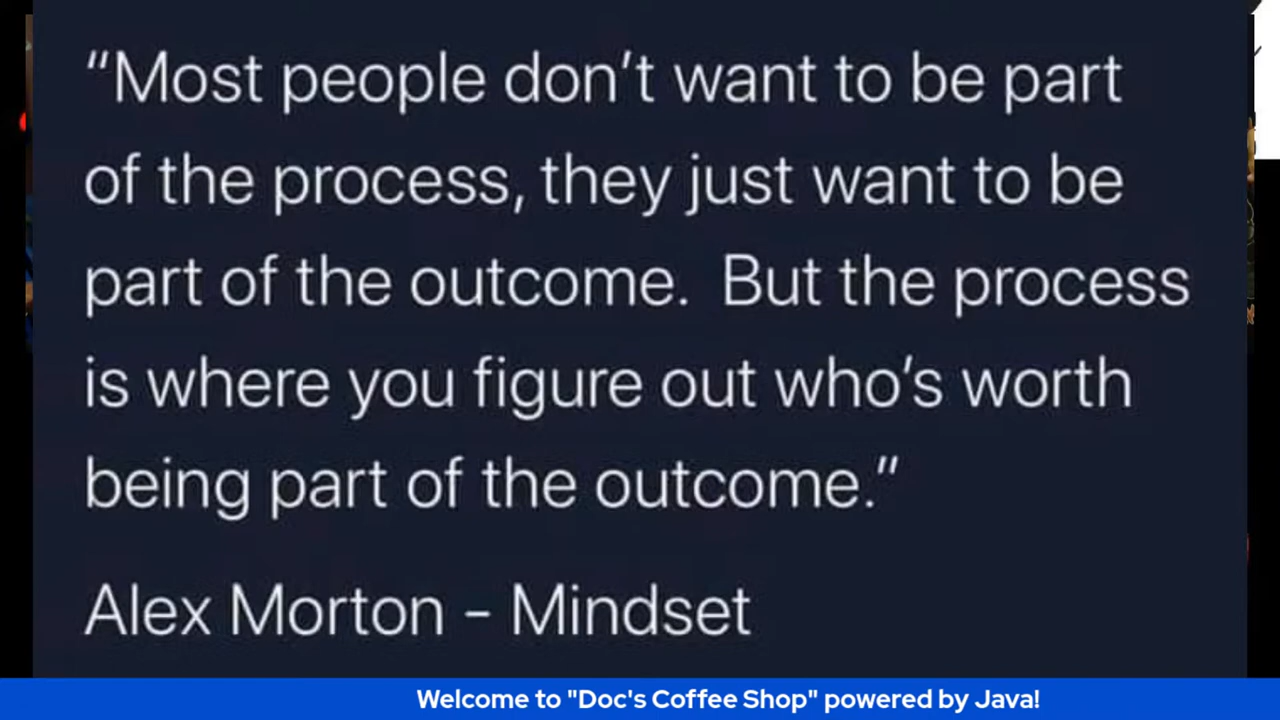 “Most people don’t want to be part
of the process, they just want to be
part of the outcome.  But the process
is where you figure out who’s worth
being part of the outcome.”
Alex Morton - Mindset
Welcome to "Doc's Coffee Shop" powered by Java!